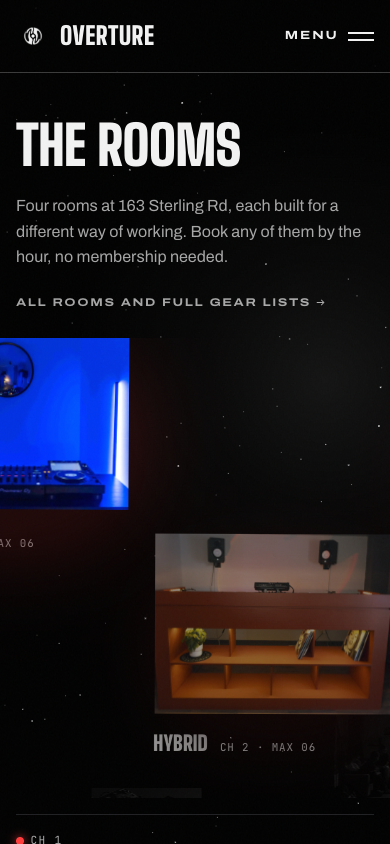 OVERTURE
MENU
THE ROOMS
Four rooms at 163 Sterling Rd, each built for a
different way of working. Book any of them by the
hour, no membership needed.
ALL ROOMS AND FULL GEAR LISTS →
AX 06
HYBRID CH 2 · MAX 06
CH 1